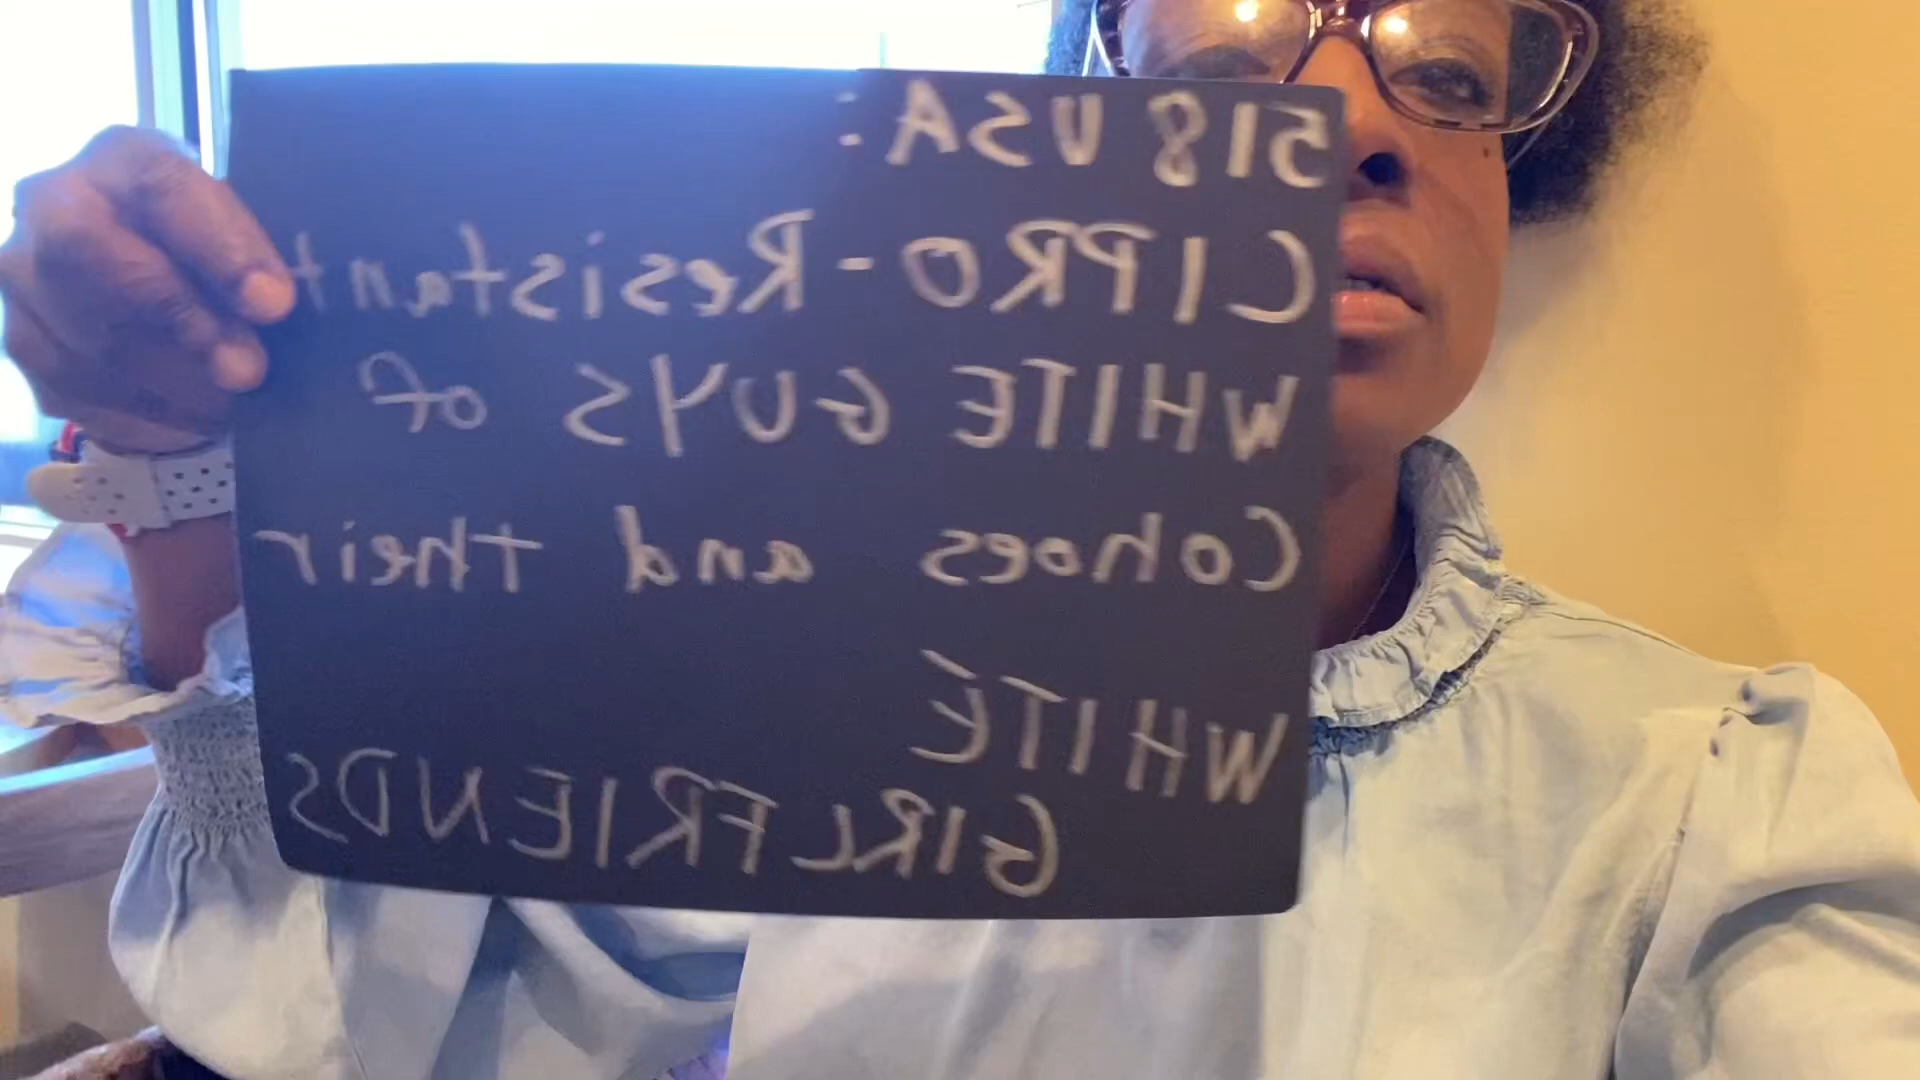 518 USA:
CIPRO-Resistant
WHITE GUYS of
Cohoes and Their
WHITE
GIRLFRIENDS